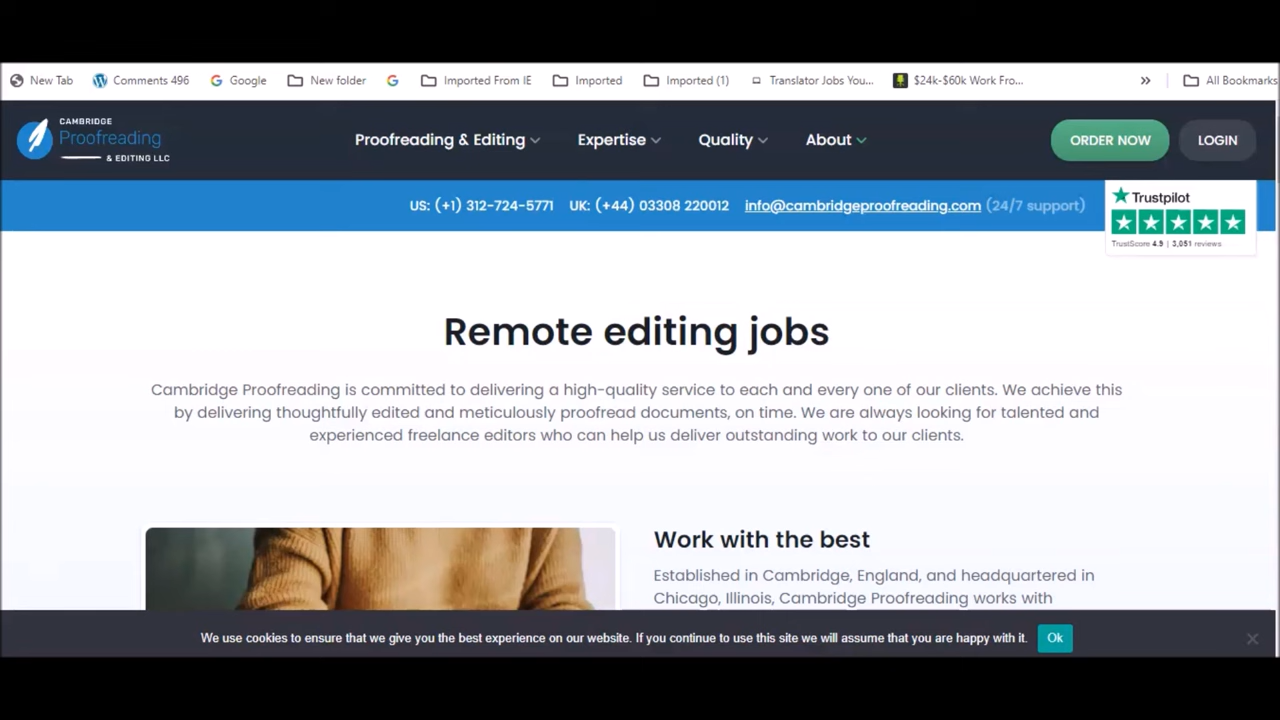 New Tab
Comments 496
Google
New folder
Imported From IE
Imported
Imported (1)
Translator Jobs You...
$24k-$60k Work Fro...
»
All Bookmarks
CAMBRIDGE
Proofreading
& EDITING LLC
Proofreading & Editing
Expertise
Quality
About
ORDER NOW
LOGIN
US: (+1) 312-724-5771 UK: (+44) 03308 220012 info@cambridgeproofreading.com (24/7 support)
Trustpilot
TrustScore 4.9 | 3,051 reviews
Remote editing jobs
Cambridge Proofreading is committed to delivering a high-quality service to each and every one of our clients. We achieve this
by delivering thoughtfully edited and meticulously proofread documents, on time. We are always looking for talented and
experienced freelance editors who can help us deliver outstanding work to our clients.
Work with the best
Established in Cambridge, England, and headquartered in
Chicago, Illinois, Cambridge Proofreading works with
We use cookies to ensure that we give you the best experience on our website. If you continue to use this site we will assume that you are happy with it.
Ok